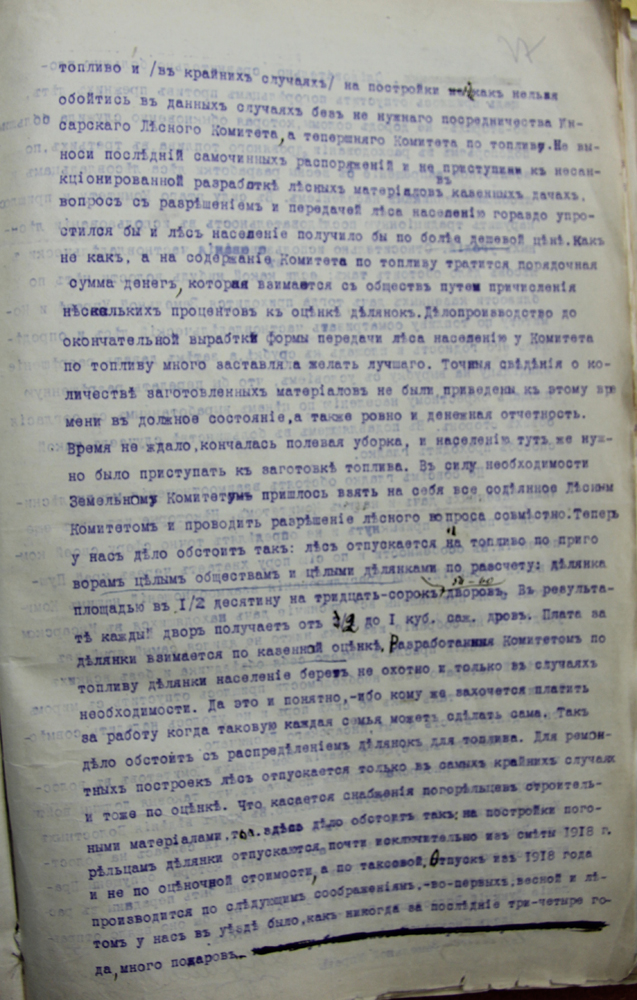 топливо и /въ крайнихъ случаяхъ/ на постройки какъ нельзя
обойтись въ данныхъ случаяхъ безъ не нужнаго посредничества Ин-
сарскаго Лѣсного Комитета, а тепершняго Комитета по топливу. Не вы-
носи послѣдній самочинныхъ распоряженій и не приступии къ несан-
кціонированной разработкѣ лѣсныхъ матеріаловъ въ казенныхъ дачахъ.
вопросъ съ разрѣшеніемъ и передачей лѣса населенію гораздо упро-
стился бы и лѣсъ населеніе получило бы по болѣе дешевой цѣнѣ. Какъ
не какъ, а на содержаніе Комитета по топливу тратится порядочная
сумма денегъ, которая взимается съ обществъ путемъ причисленія
нѣсколькихъ процентовъ къ оцѣнкѣ дѣлянокъ. Дѣлопроизводство до
окончательной вырабтки формы передачи лѣса населенію у Комитета
по топливу много заставляла желать лучшаго. Точныя свѣдѣнія о ко-
личествѣ заготовленныхъ матеріаловъ не были приведены къ этому вре
мени въ должное состояніе, а также ровно и денежная отчетность.
Время не ждало, кончалась полевая уборка, и населенію тутъ же нуж-
но было приступать къ заготовкѣ топлива. Въ силу необходимости
Земельному Комитетумъ пришлось взять на себя все содѣянное Лѣсным
Комитетомъ и проводить разрѣшеніе лѣсного вопроса совмѣстно. Теперь
у насъ дѣло обстоитъ такъ: лѣсъ отпускается на топливо по приго
ворамъ цѣлымъ обществамъ и цѣлыми дѣлянками по разсчету: дѣлянка
площадью въ 1/2 десятину на тридцать-сорокъ 50-60 дворовъ. Въ результа-
тѣ каждый дворъ получаетъ отъ 1/2 до I куб. саж. дровъ. Плата за
дѣлянки взимается по казенной оцѣнкѣ. Разработанныя Комитетомъ по
топливу дѣлянки населеніе беретъ не охотно и только въ случаяхъ
необходимости. Да это и понятно,-ибо кому же захочется платить
за работу когда таковую каждая семья можетъ сдѣлать сама. Такъ
дѣло обстоитъ съ распредѣленіемъ дѣлянокъ для топлива. Для ремон-
тныхъ построекъ лѣсъ отпускается только въ самыхъ крайнихъ случаях
и тоже по оцѣнкѣ. Что касается снабженія погорѣльцевъ строитель-
ными матеріалами, то здѣсь дѣло обстоитъ такъ: на постройки пого-
рѣльцамъ дѣлянки отпускаются почти исключительно изъ смѣты 1918 г.
и не по оцѣночной стоимости, а по таксовой. Отпускъ изъ 1918 года
производится по слѣдующимъ соображеніямъ.-во-первыхъ, весной и лѣ-
томъ у насъ въ уѣздѣ было, какъ никогда за послѣдніе три-четыре го-
да, много пожаровъ.